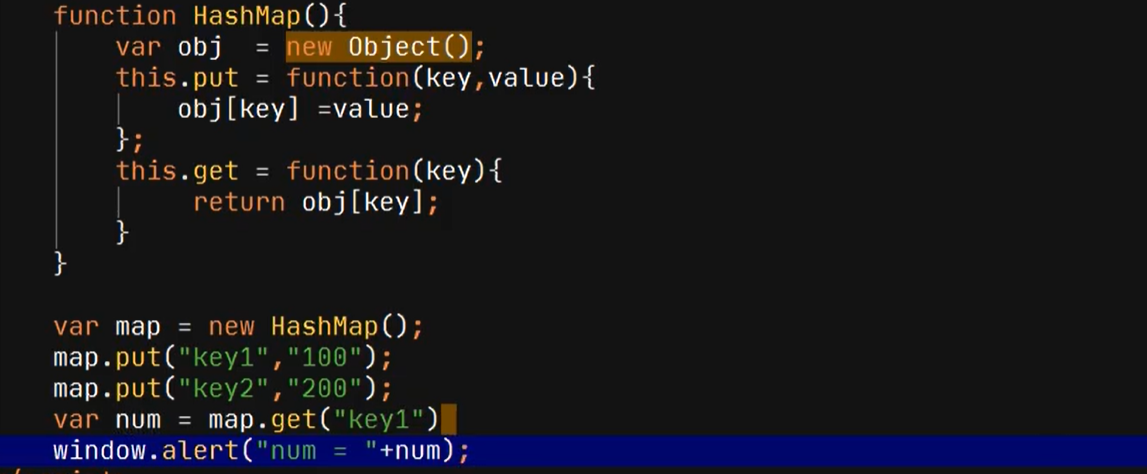 function HashMap(){
    var obj  = new Object();
    this.put = function(key,value){
        obj[key] =value;
    };
    this.get = function(key){
         return obj[key];
    }
}
var map = new HashMap();
map.put("key1","100");
map.put("key2","200");
var num = map.get("key1")
window.alert("num = "+num);